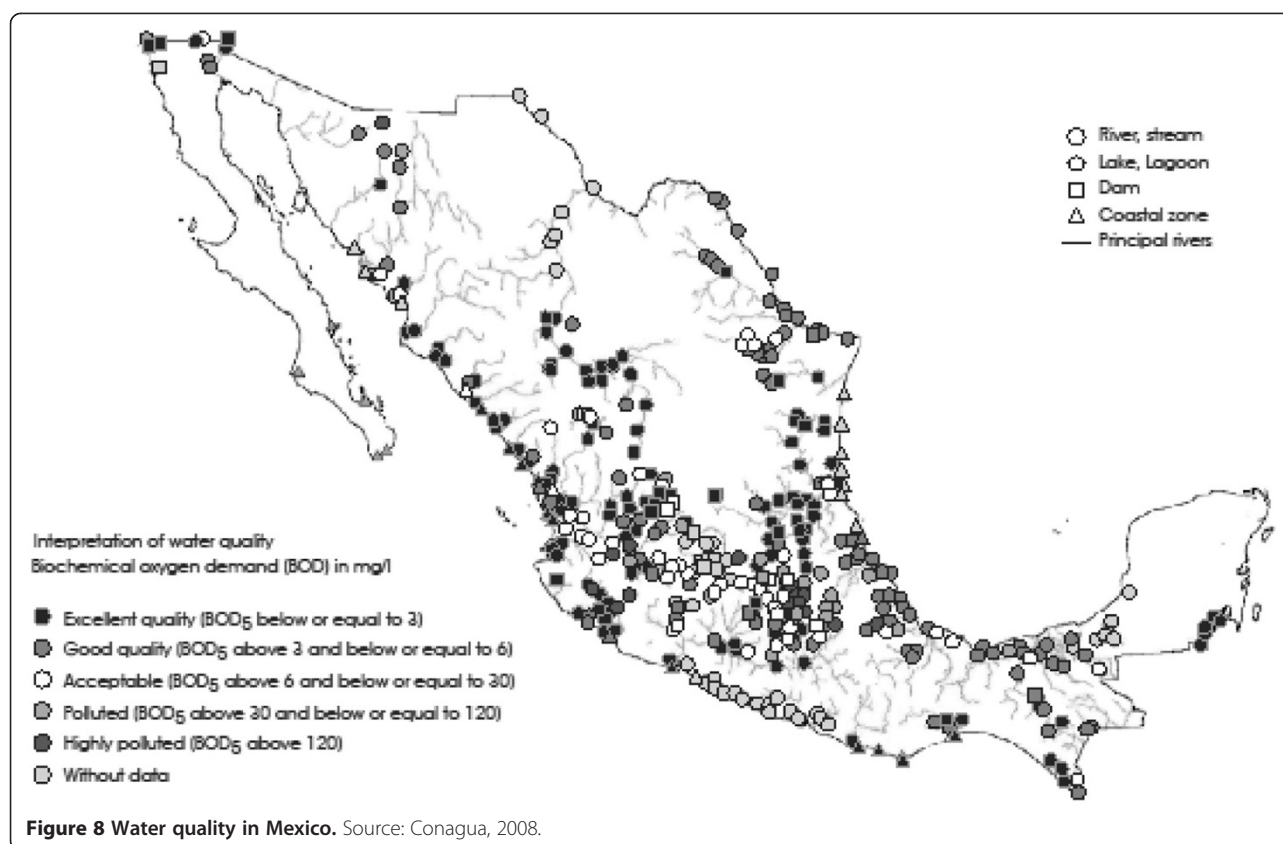 River, stream
Lake, Lagoon
Dam
Coastal zone
Principal rivers
Interpretation of water quality
Biochemical oxygen demand (BOD) in mg/l
Excellent quality (BOD5 below or equal to 3)
Good quality (BOD5 above 3 and below or equal to 6)
Acceptable (BOD5 above 6 and below or equal to 30)
Polluted (BOD5 above 30 and below or equal to 120)
Highly polluted (BOD5 above 120)
Without data
Figure 8 Water quality in Mexico. Source: Conagua, 2008.